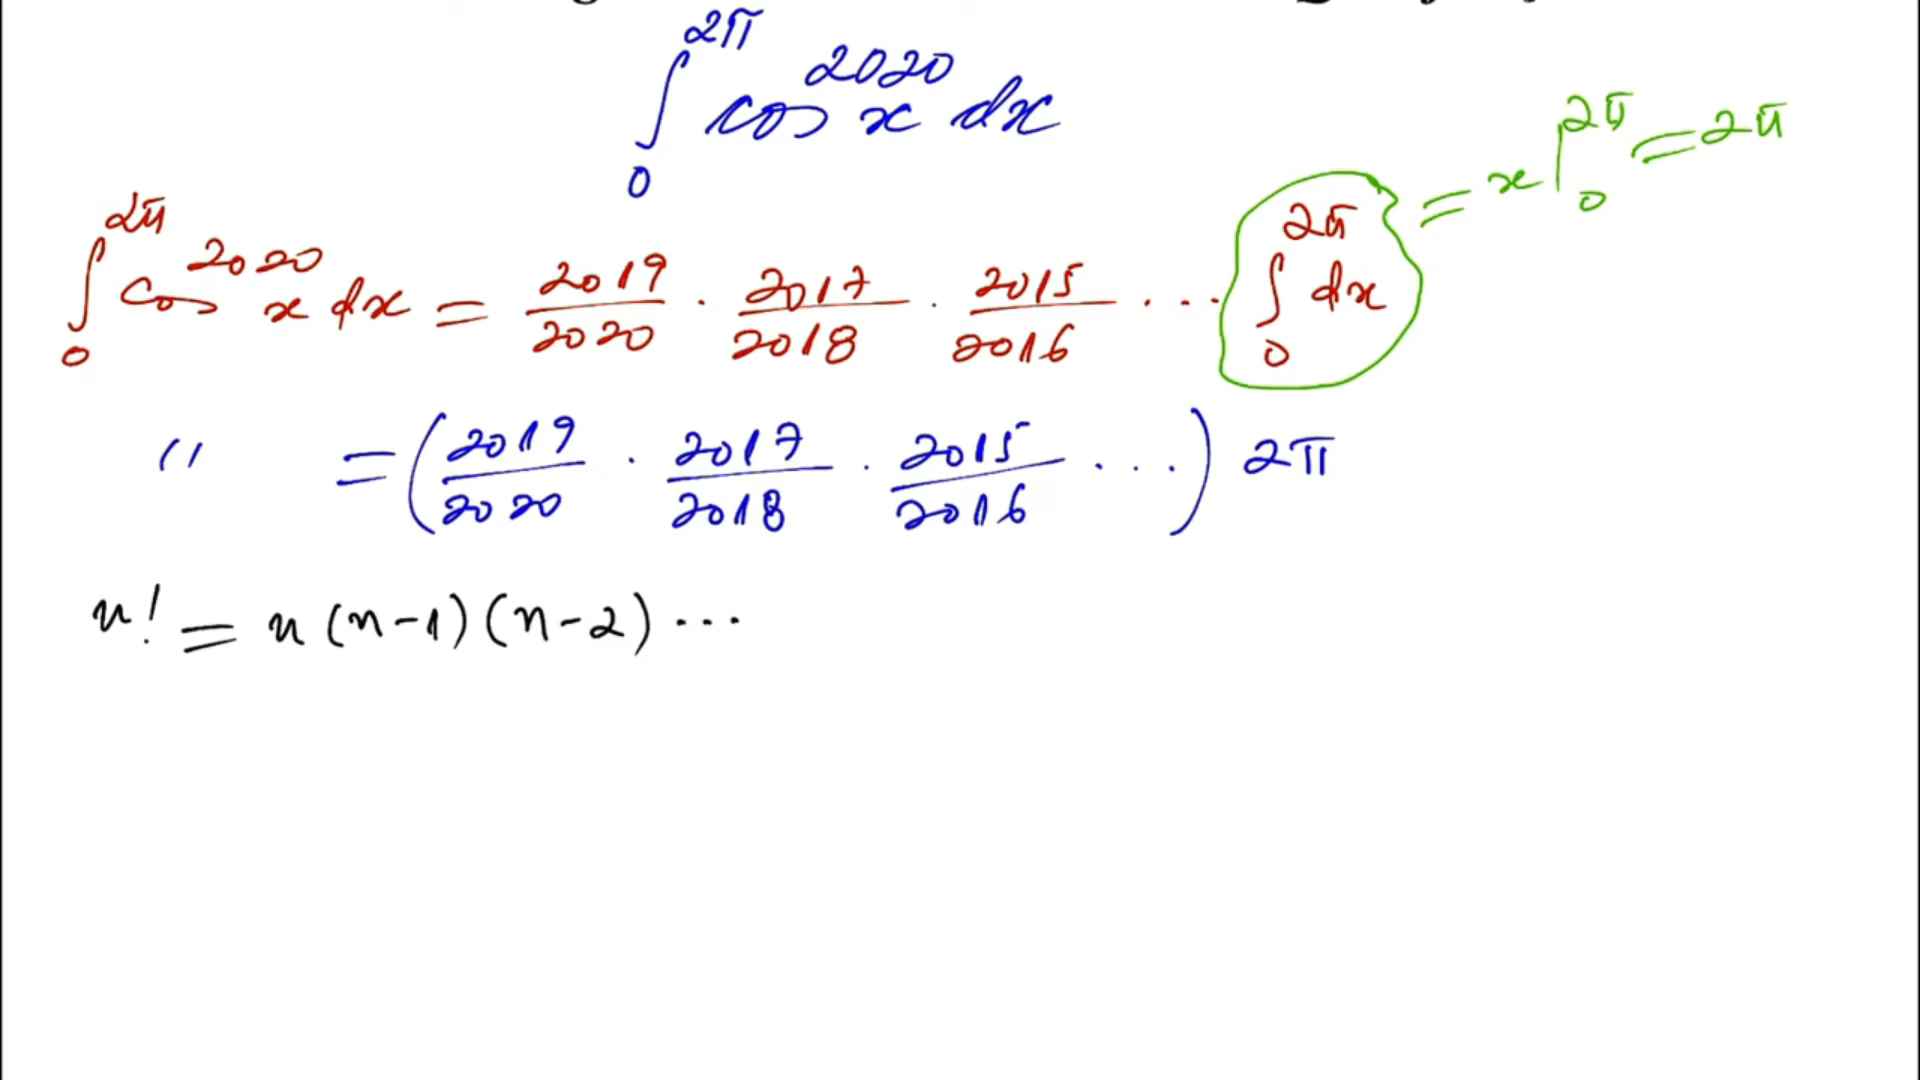 ∫₀^{2π} cos^{2020} x dx
∫₀^{2π} cos^{2020} x dx = 2019/2020 · 2017/2018 · 2015/2016 ··· ∫₀^{2π} dx = x |₀^{2π} = 2π
〃 = (2019/2020 · 2017/2018 · 2015/2016 ···) 2π
n! = n(n-1)(n-2)···